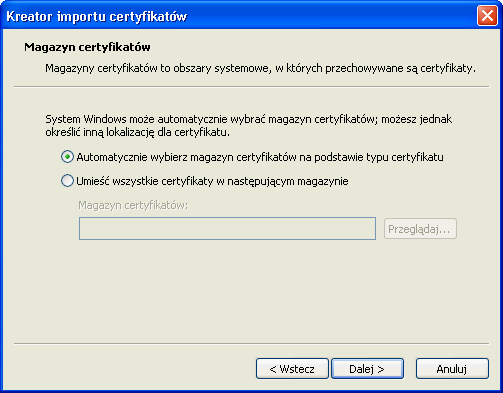 Kreator importu certyfikatów
Magazyn certyfikatów
Magazyny certyfikatów to obszary systemowe, w których przechowywane są certyfikaty.
System Windows może automatycznie wybrać magazyn certyfikatów; możesz jednak
określić inną lokalizację dla certyfikatu.
Automatycznie wybierz magazyn certyfikatów na podstawie typu certyfikatu
Umieść wszystkie certyfikaty w następującym magazynie
Magazyn certyfikatów:
Przeglądaj...
< Wstecz
Dalej >
Anuluj